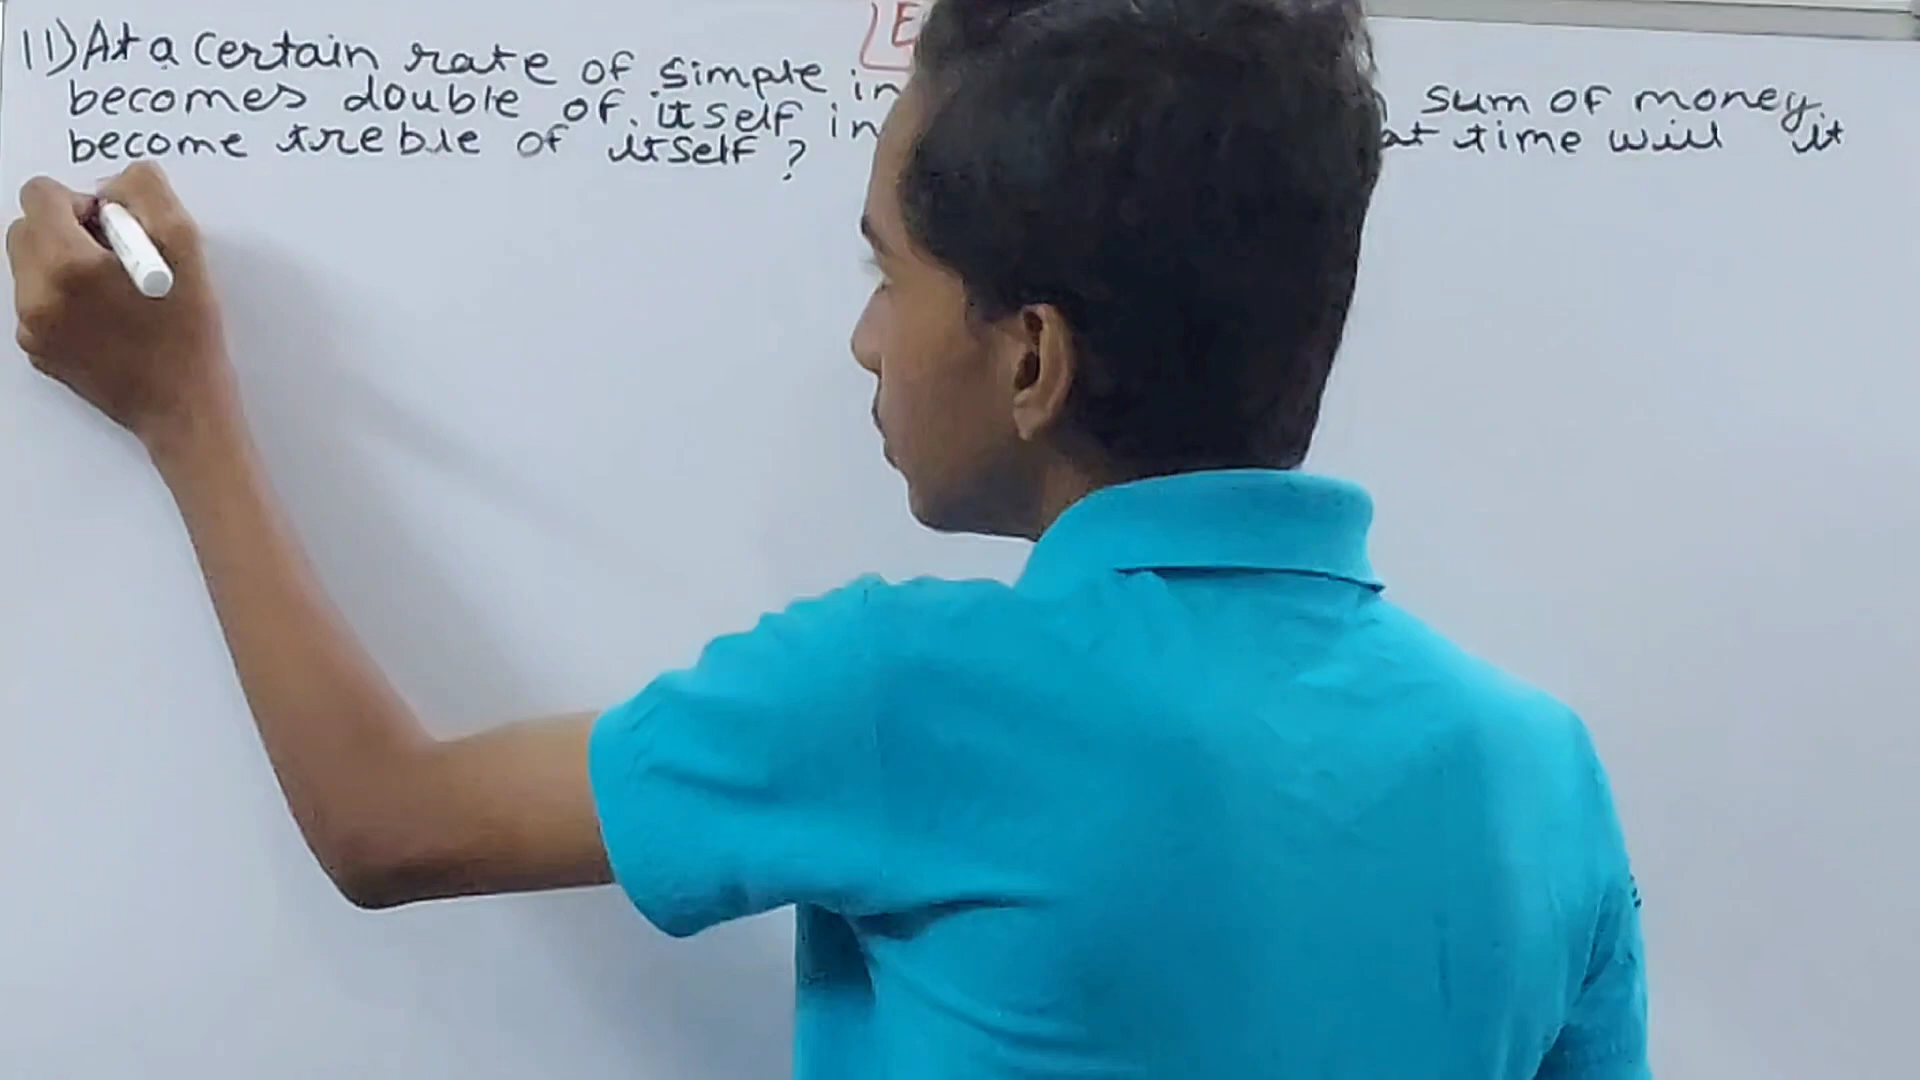 [E
11) At a certain rate of simple in sum of money
becomes double of itself in at time will it
become treble of itself ?